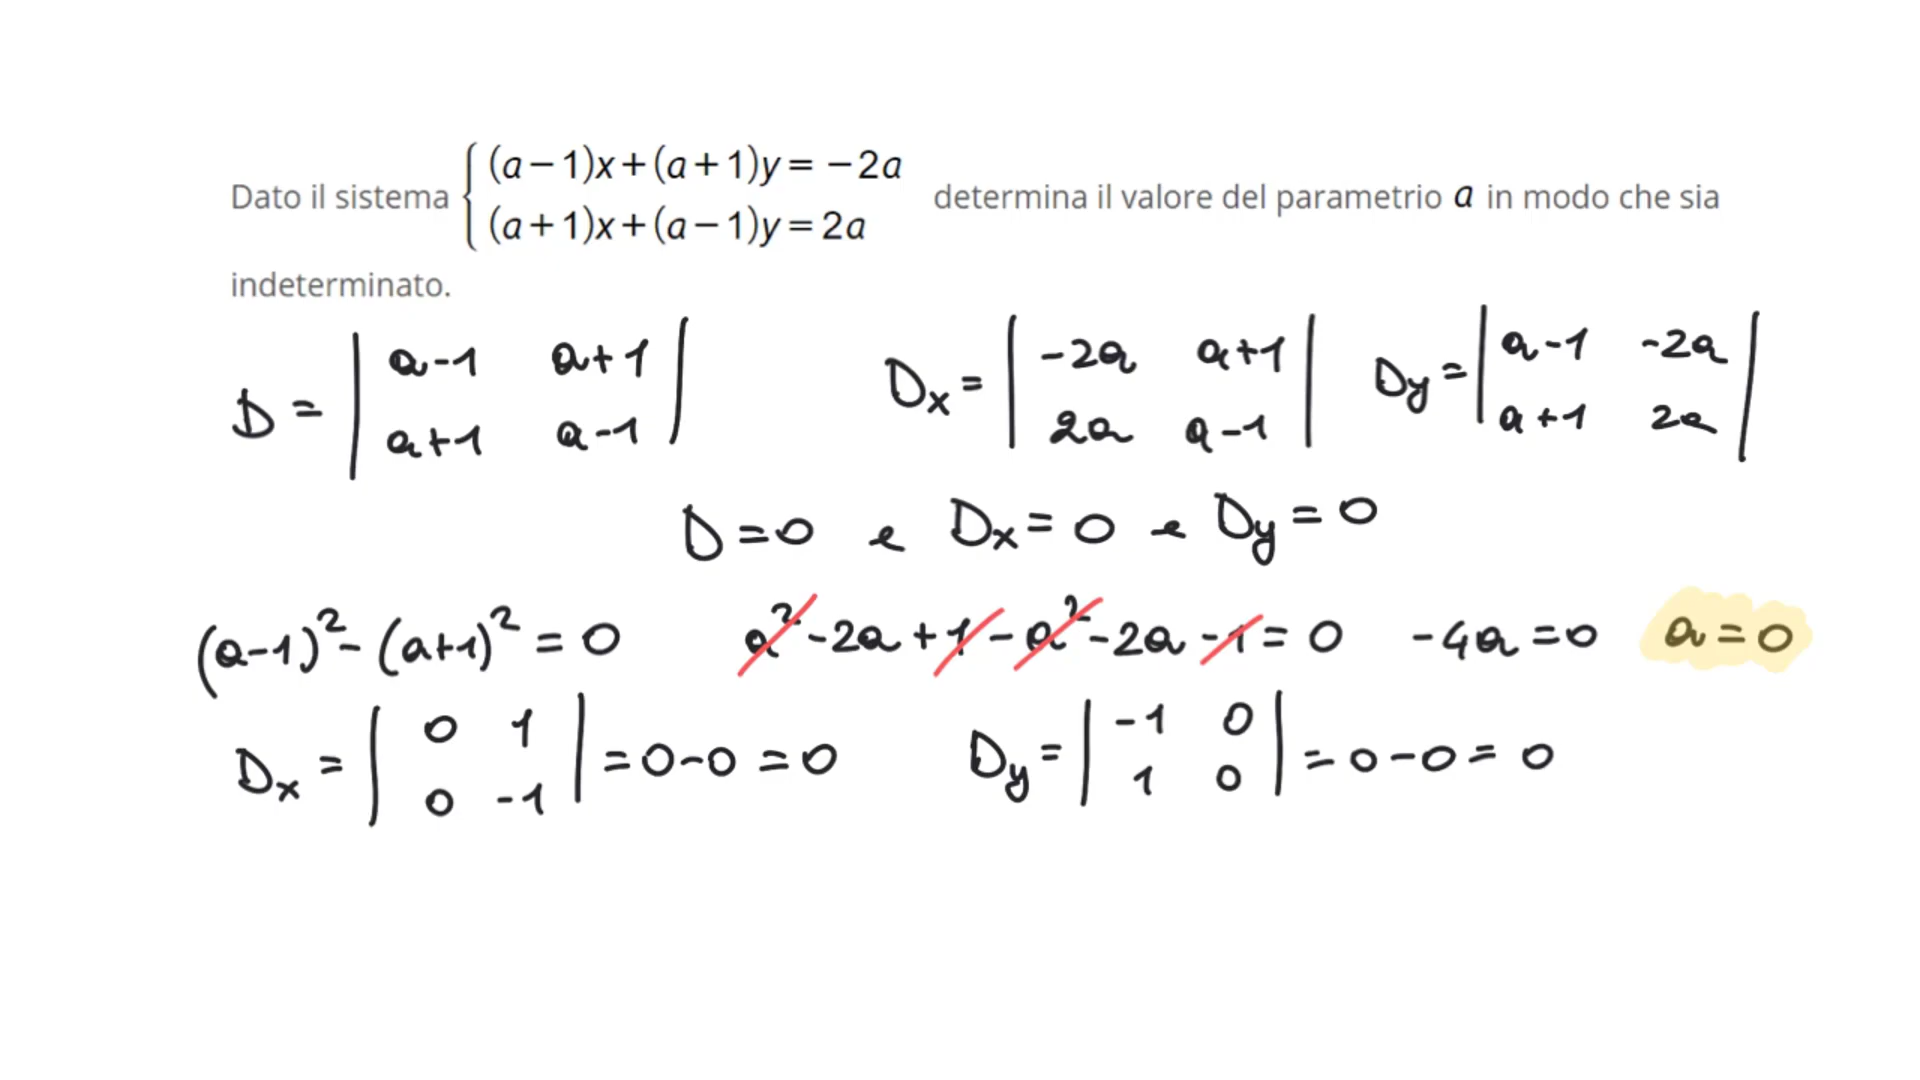 (a−1)x+(a+1)y=−2a
Dato il sistema determina il valore del parametrio a in modo che sia
(a+1)x+(a−1)y=2a
indeterminato.
D = | a-1 a+1 | Dx = | -2a a+1 | Dy = | a-1 -2a |
| a+1 a-1 | | 2a a-1 | | a+1 2a |
D=0 e Dx=0 e Dy=0
(a-1)²-(a+1)²=0 a²-2a+1-a²-2a-1=0 -4a=0 a=0
Dx = | 0 1 | =0-0=0 Dy= | -1 0 | =0-0=0
| 0 -1 | | 1 0 |